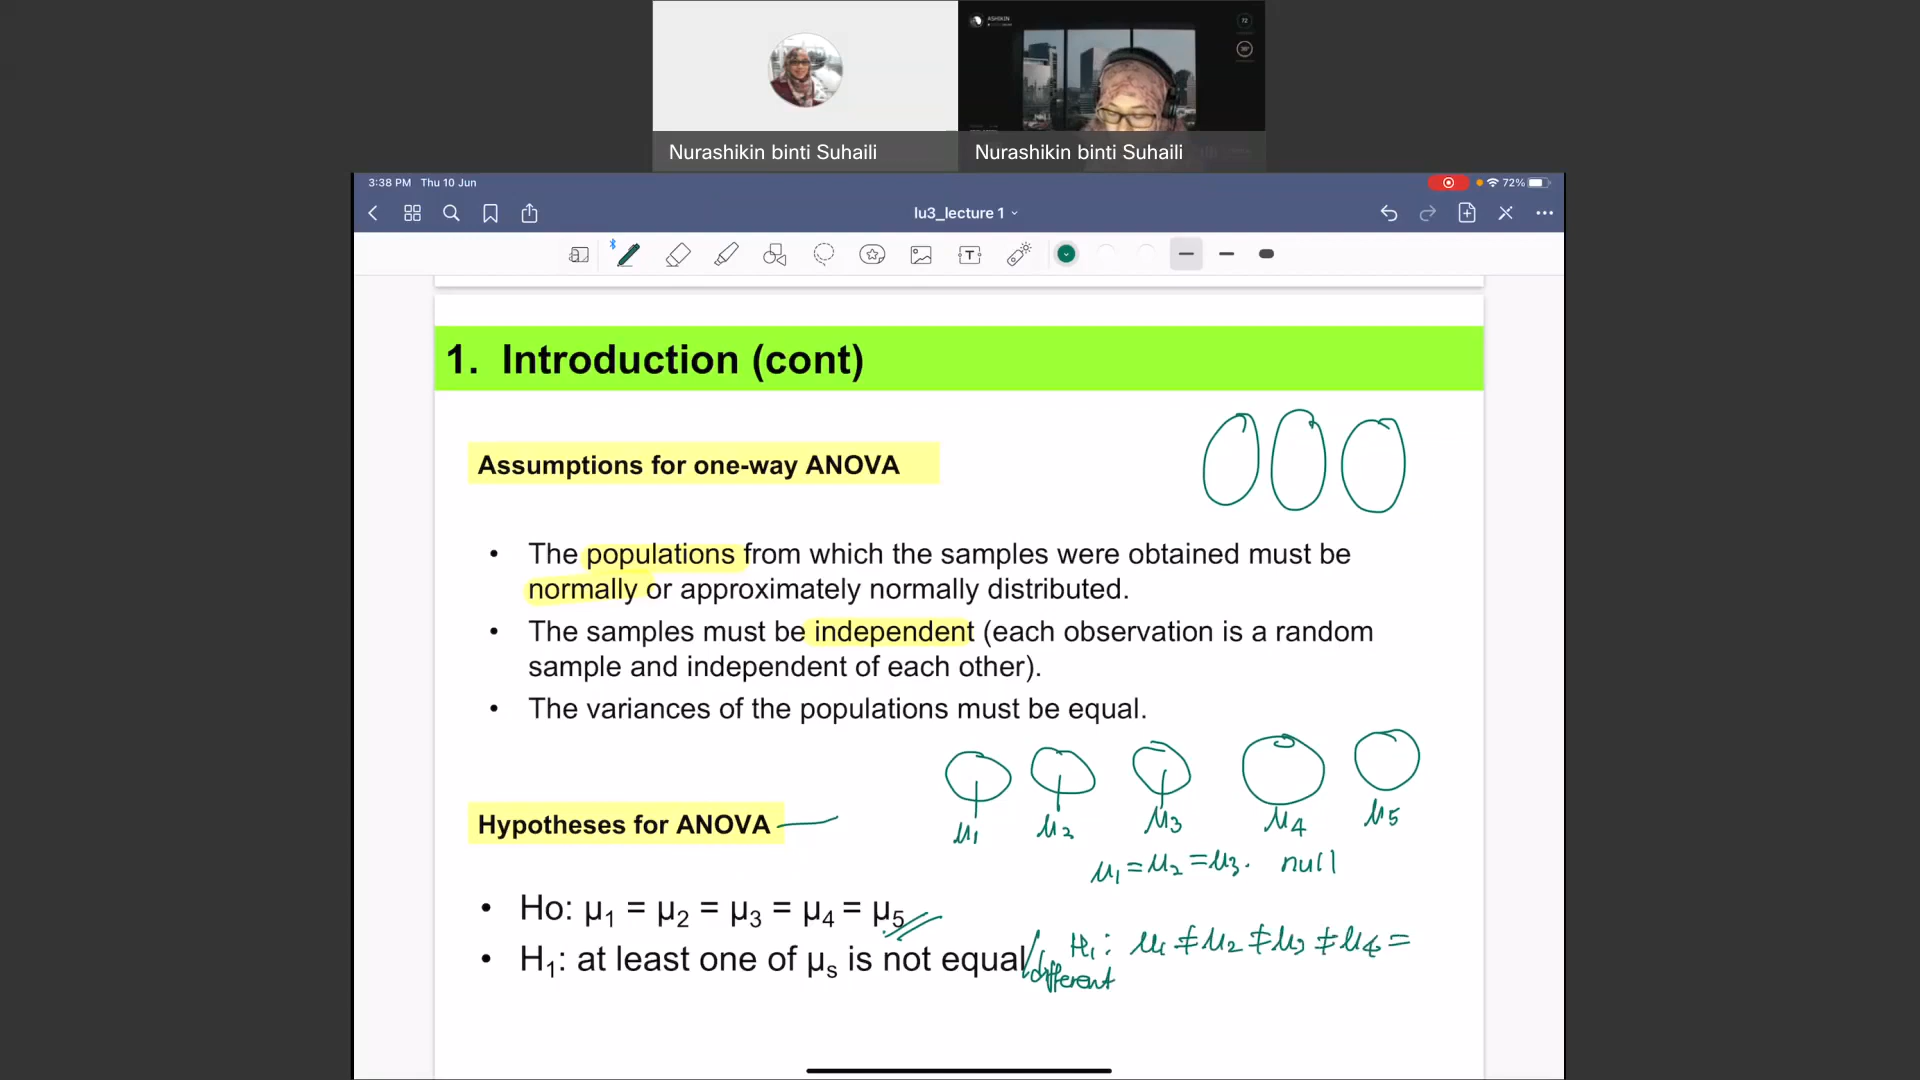 ASHIKIN
72
Nurashikin binti Suhaili
Nurashikin binti Suhaili
3:38 PM Thu 10 Jun
72%
lu3_lecture 1
T
1. Introduction (cont)
Assumptions for one-way ANOVA
• The populations from which the samples were obtained must be
normally or approximately normally distributed.
• The samples must be independent (each observation is a random
sample and independent of each other).
• The variances of the populations must be equal.
μ1 μ2 μ3 μ4 μ5
Hypotheses for ANOVA
μ1 = μ2 = μ3. null
• Ho: μ1 = μ2 = μ3 = μ4 = μ5
H1: μ1 ≠ μ2 ≠ μ3 ≠ μ4 =
• H1: at least one of μs is not equal/different